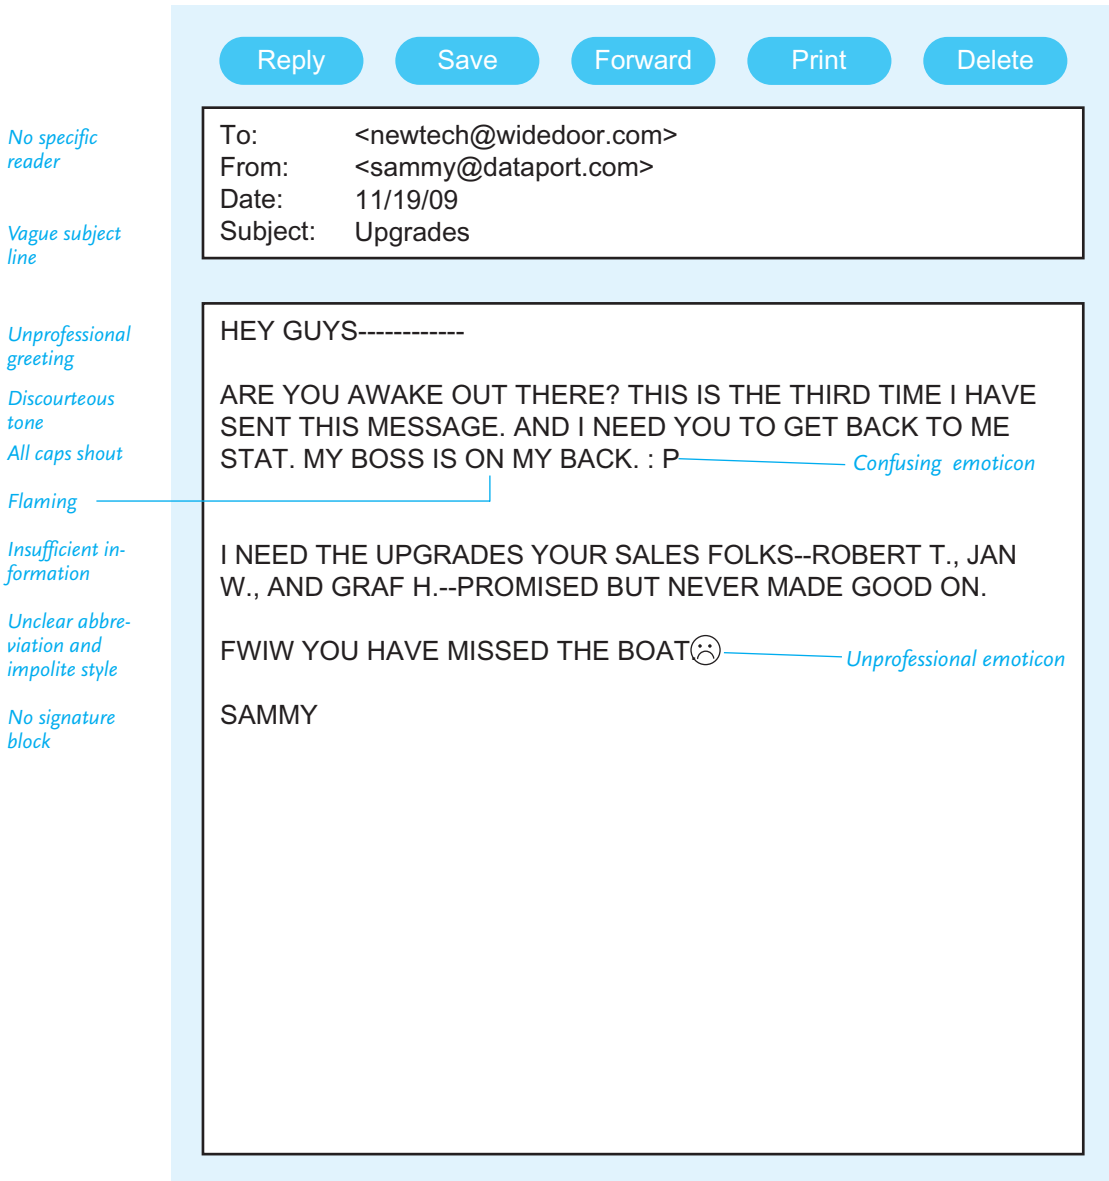 Reply Save Forward Print Delete
No specific
reader
To: <newtech@widedoor.com>
From: <sammy@dataport.com>
Date: 11/19/09
Subject: Upgrades
Vague subject
line
Unprofessional
greeting
HEY GUYS------------
Discourteous
tone
All caps shout
ARE YOU AWAKE OUT THERE? THIS IS THE THIRD TIME I HAVE
SENT THIS MESSAGE. AND I NEED YOU TO GET BACK TO ME
STAT. MY BOSS IS ON MY BACK. : P
Confusing emoticon
Flaming
Insufficient in-
formation
I NEED THE UPGRADES YOUR SALES FOLKS--ROBERT T., JAN
W., AND GRAF H.--PROMISED BUT NEVER MADE GOOD ON.
Unclear abbre-
viation and
impolite style
FWIW YOU HAVE MISSED THE BOAT.☹
Unprofessional emoticon
No signature
block
SAMMY